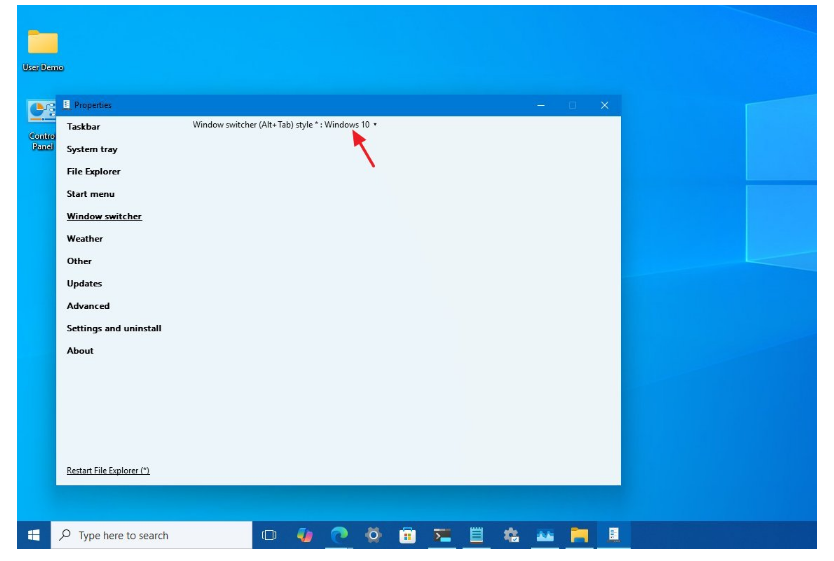 User Demo
Control
Panel
Properties
Taskbar
Window switcher (Alt+Tab) style * : Windows 10
System tray
File Explorer
Start menu
Window switcher
Weather
Other
Updates
Advanced
Settings and uninstall
About
Restart File Explorer (*)
Type here to search